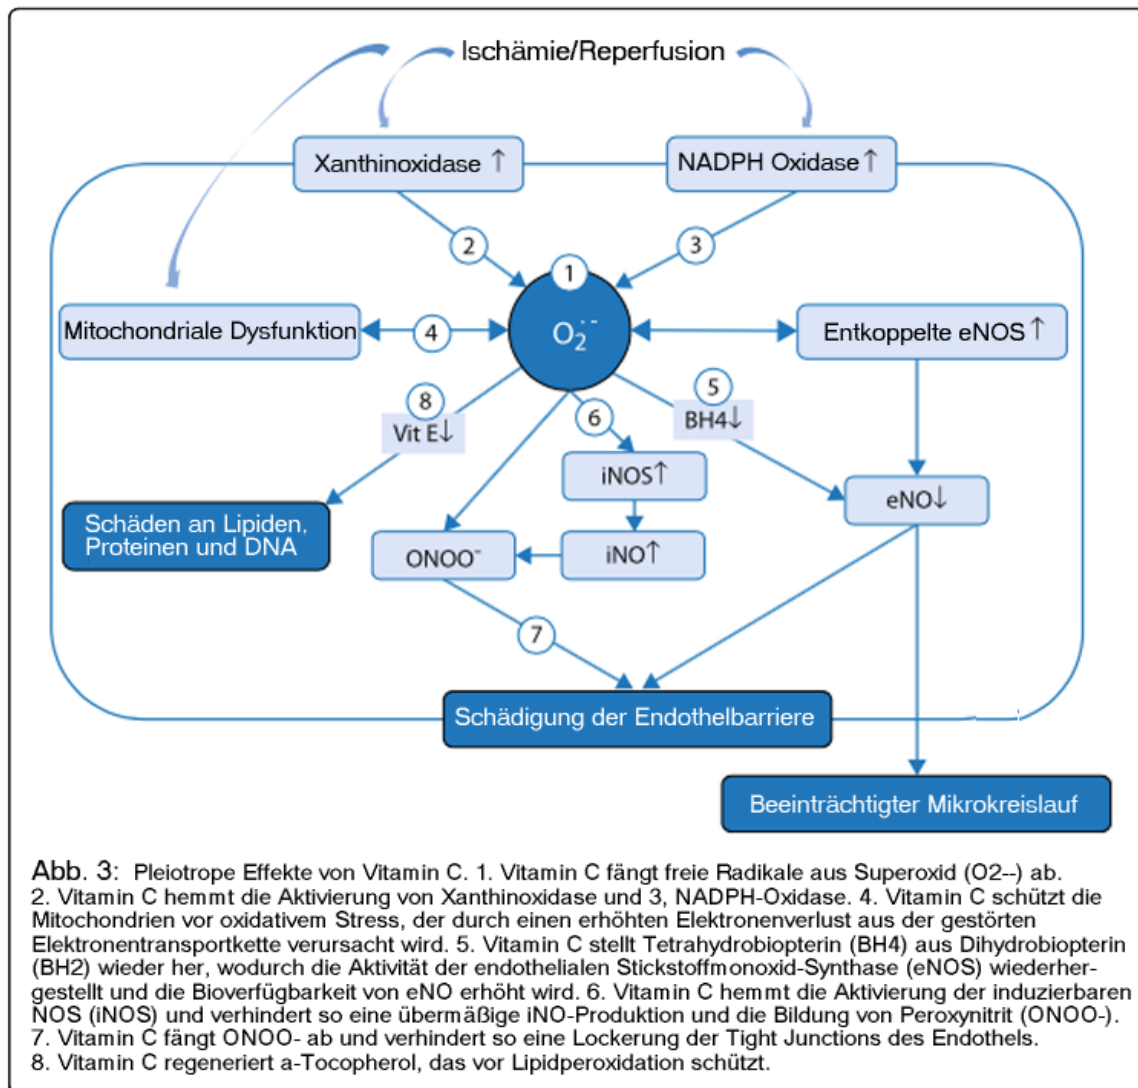 Ischämie/Reperfusion
Xanthinoxidase ↑
NADPH Oxidase ↑
2
3
1
Mitochondriale Dysfunktion
4
O₂˙⁻
Entkoppelte eNOS ↑
8
Vit E↓
6
5
BH4↓
iNOS↑
eNO↓
Schäden an Lipiden,
Proteinen und DNA
ONOO⁻
iNO↑
7
Schädigung der Endothelbarriere
Beeinträchtigter Mikrokreislauf
Abb. 3: Pleiotrope Effekte von Vitamin C. 1. Vitamin C fängt freie Radikale aus Superoxid (O2--) ab.
2. Vitamin C hemmt die Aktivierung von Xanthinoxidase und 3, NADPH-Oxidase. 4. Vitamin C schützt die
Mitochondrien vor oxidativem Stress, der durch einen erhöhten Elektronenverlust aus der gestörten
Elektronentransportkette verursacht wird. 5. Vitamin C stellt Tetrahydrobiopterin (BH4) aus Dihydrobiopterin
(BH2) wieder her, wodurch die Aktivität der endothelialen Stickstoffmonoxid-Synthase (eNOS) wiederher-
gestellt und die Bioverfügbarkeit von eNO erhöht wird. 6. Vitamin C hemmt die Aktivierung der induzierbaren
NOS (iNOS) und verhindert so eine übermäßige iNO-Produktion und die Bildung von Peroxynitrit (ONOO-).
7. Vitamin C fängt ONOO- ab und verhindert so eine Lockerung der Tight Junctions des Endothels.
8. Vitamin C regeneriert a-Tocopherol, das vor Lipidperoxidation schützt.